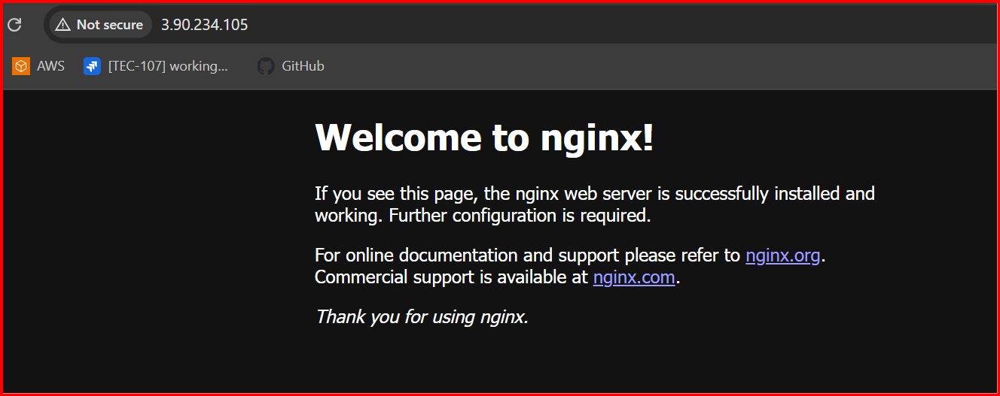 Not secure 3.90.234.105
AWS [TEC-107] working... GitHub
Welcome to nginx!
If you see this page, the nginx web server is successfully installed and
working. Further configuration is required.
For online documentation and support please refer to nginx.org.
Commercial support is available at nginx.com.
Thank you for using nginx.